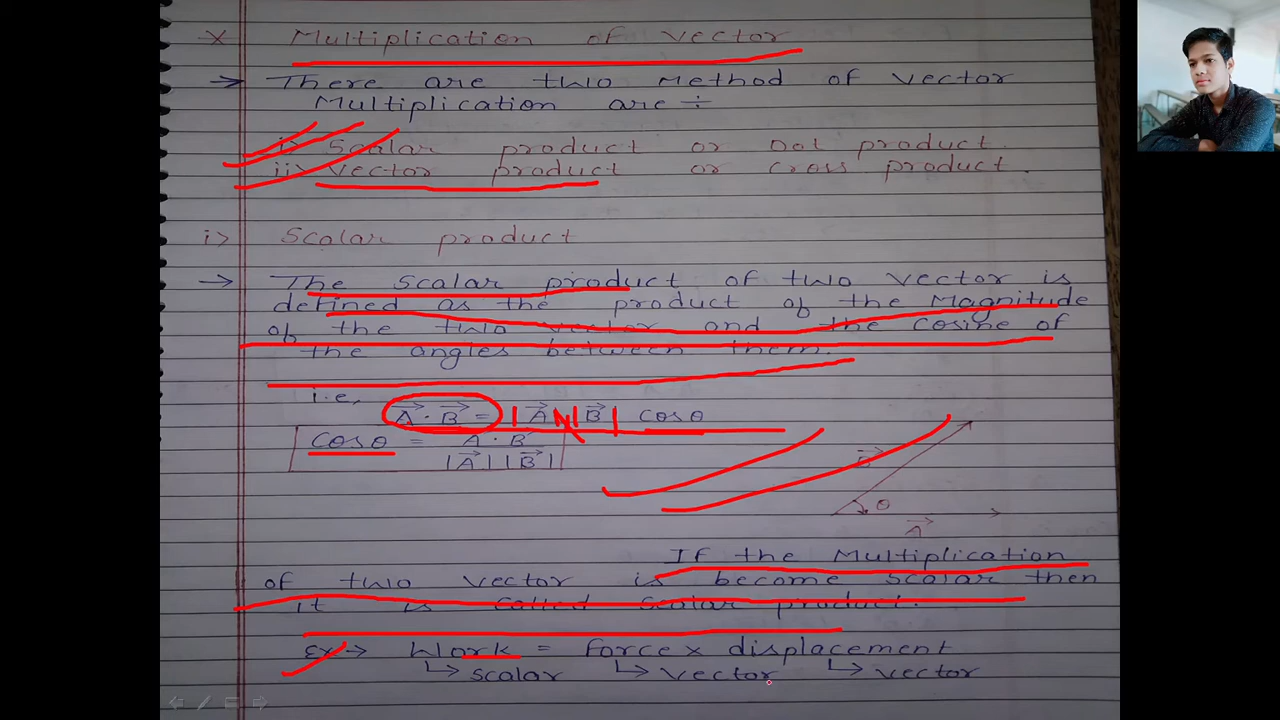 x Multiplication of vector
→ There are two Method of vector
Multiplication are ÷
i> Scalar product or Dot product.
ii> Vector product or cross product.
i> Scalar product
→ The Scalar product of two vector is
defined as the product of the Magnitude
of the two vector and the cosine of
the angles between them.
i.e,
A⃗ · B⃗ = |A⃗||B⃗| cosθ
Cosθ = A · B
|A⃗| |B⃗|
B⃗
θ
A⃗
If the Multiplication
of two vector is become scalar then
it is called scalar product.
Ex → Work = force x displacement
↳ scalar ↳ vector ↳ vector